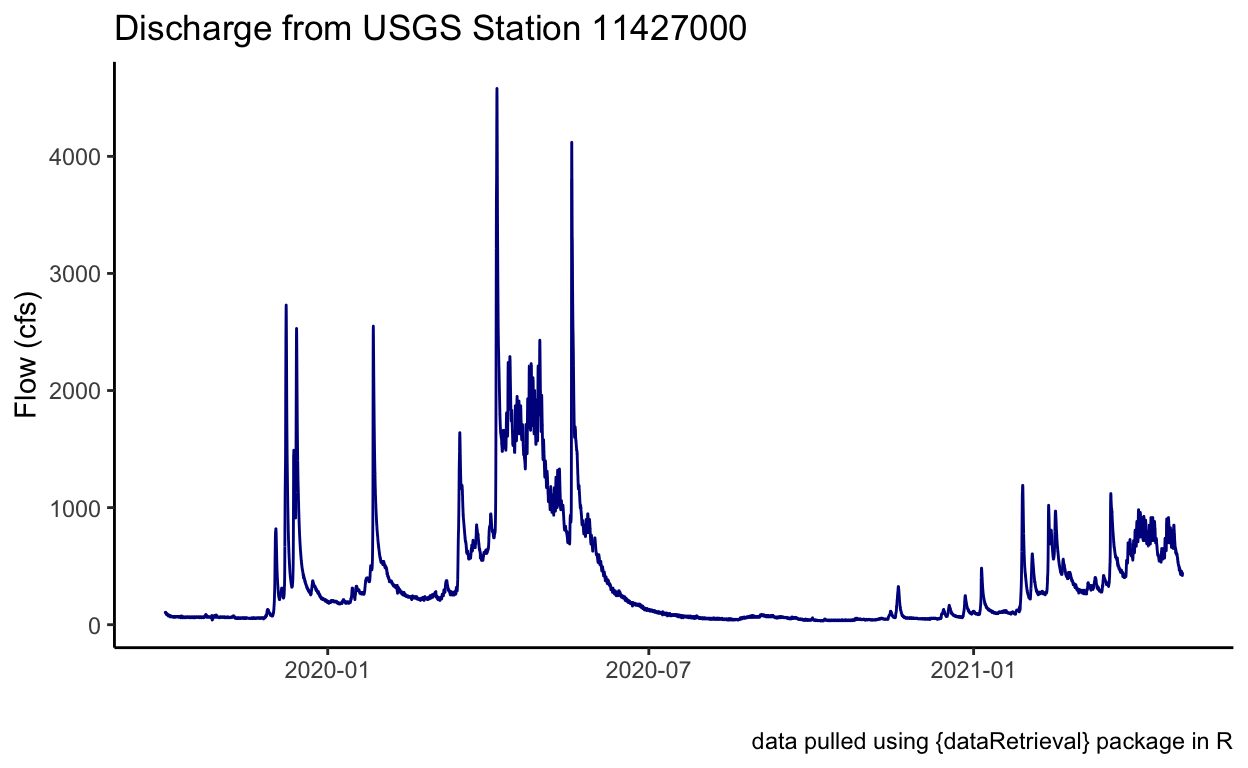 Discharge from USGS Station 11427000
Flow (cfs)
4000
3000
2000
1000
0
2020-01 2020-07 2021-01
data pulled using {dataRetrieval} package in R